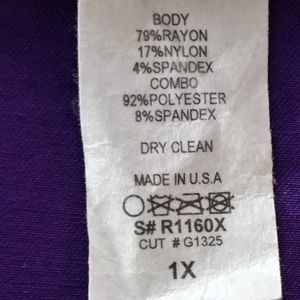 BODY
79%RAYON
17%NYLON
4%SPANDEX
COMBO
92%POLYESTER
8%SPANDEX
DRY CLEAN
MADE IN U.S.A
S# R1160X
CUT # G1325
1X